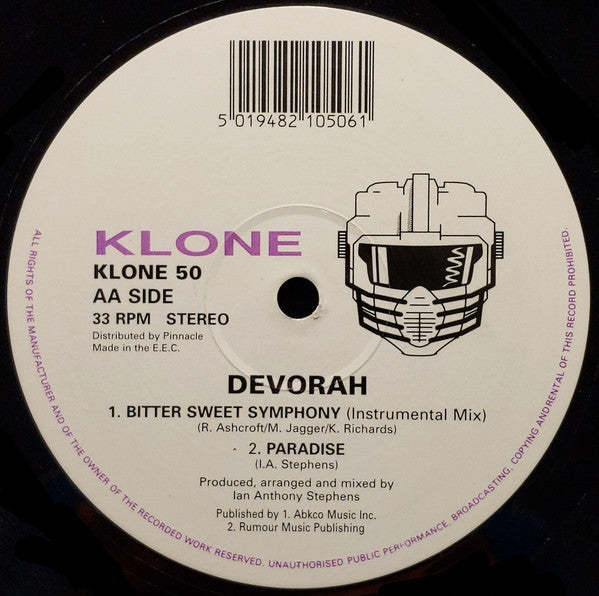 5 019482 105061
KLONE
KLONE 50
AA SIDE
33 RPM STEREO
Distributed by Pinnacle
Made in the E.E.C.
DEVORAH
1. BITTER SWEET SYMPHONY (Instrumental Mix)
(R. Ashcroft/M. Jagger/K. Richards)
2. PARADISE
(I.A. Stephens)
Produced, arranged and mixed by
Ian Anthony Stephens
Published by 1. Abkco Music Inc.
2. Rumour Music Publishing
ALL RIGHTS OF THE MANUFACTURER AND OF THE OWNER OF THE RECORDED WORK RESERVED. UNAUTHORISED PUBLIC PERFORMANCE, BROADCASTING, COPYING AND RENTAL OF THIS RECORD PROHIBITED.